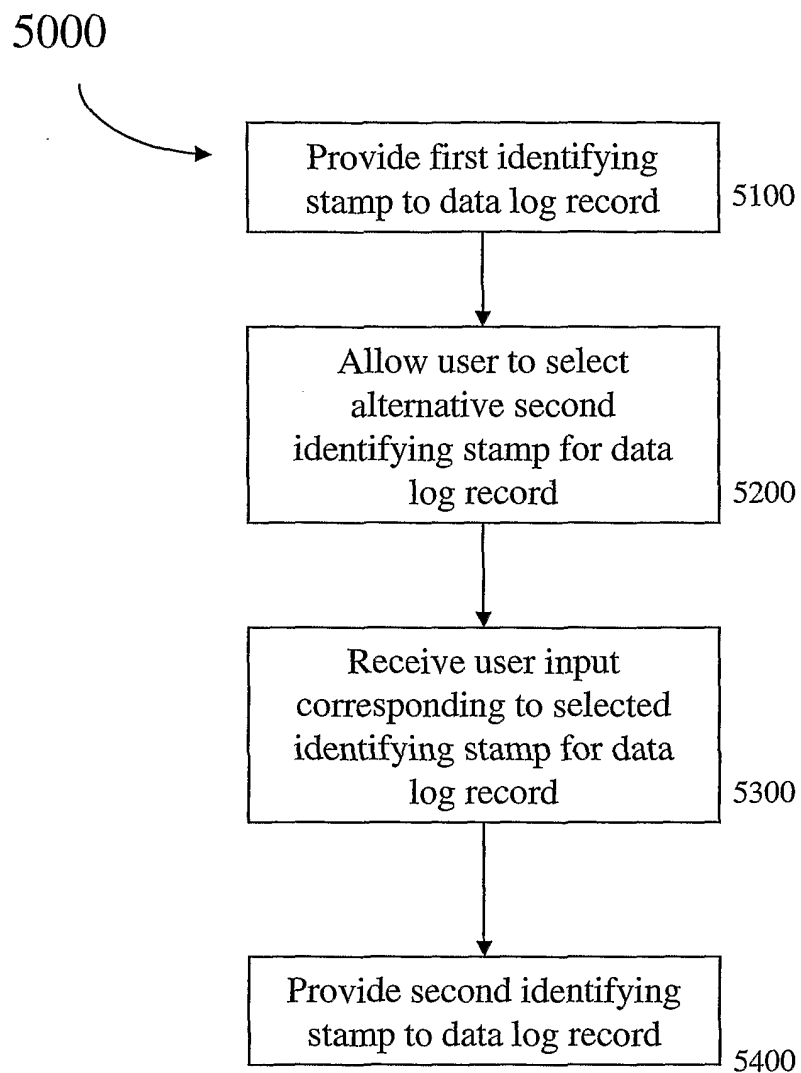 5000
Provide first identifying
stamp to data log record
5100
Allow user to select
alternative second
identifying stamp for data
log record
5200
Receive user input
corresponding to selected
identifying stamp for data
log record
5300
Provide second identifying
stamp to data log record
5400